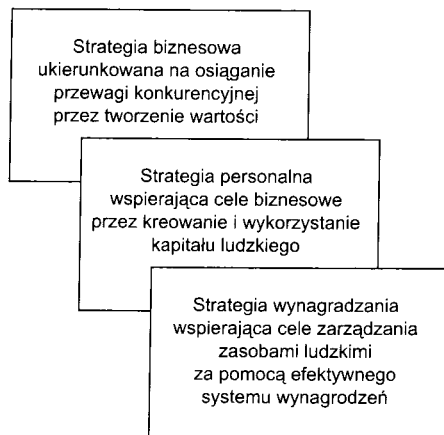 Strategia biznesowa
ukierunkowana na osiąganie
przewagi konkurencyjnej
przez tworzenie wartości
Strategia personalna
wspierająca cele biznesowe
przez kreowanie i wykorzystanie
kapitału ludzkiego
Strategia wynagradzania
wspierająca cele zarządzania
zasobami ludzkimi
za pomocą efektywnego
systemu wynagrodzeń